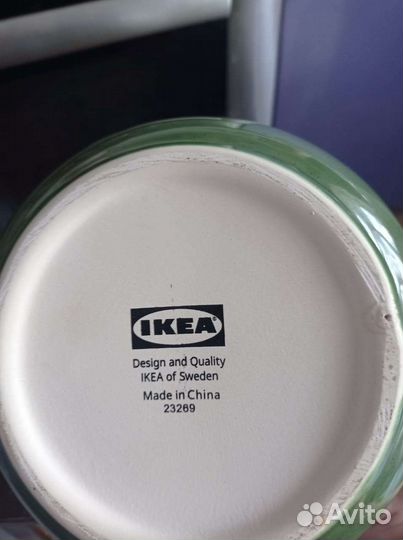 IKEA
Design and Quality
IKEA of Sweden
Made in China
23269
Avito